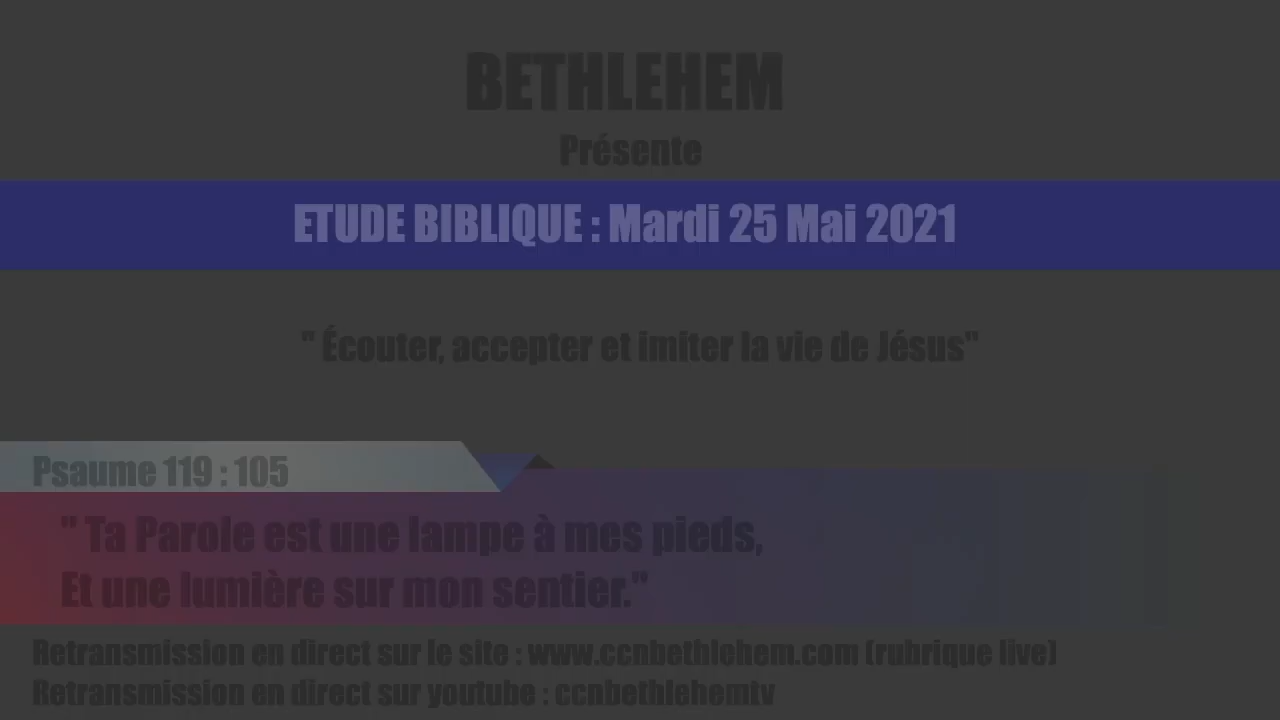 BETHLEHEM
Présente
ETUDE BIBLIQUE : Mardi 25 Mai 2021
" Écouter, accepter et imiter la vie de Jésus"
Psaume 119 : 105
" Ta Parole est une lampe à mes pieds,
Et une lumière sur mon sentier."
Retransmission en direct sur le site : www.ccnbethlehem.com (rubrique live)
Retransmission en direct sur youtube : ccnbethlehemtv